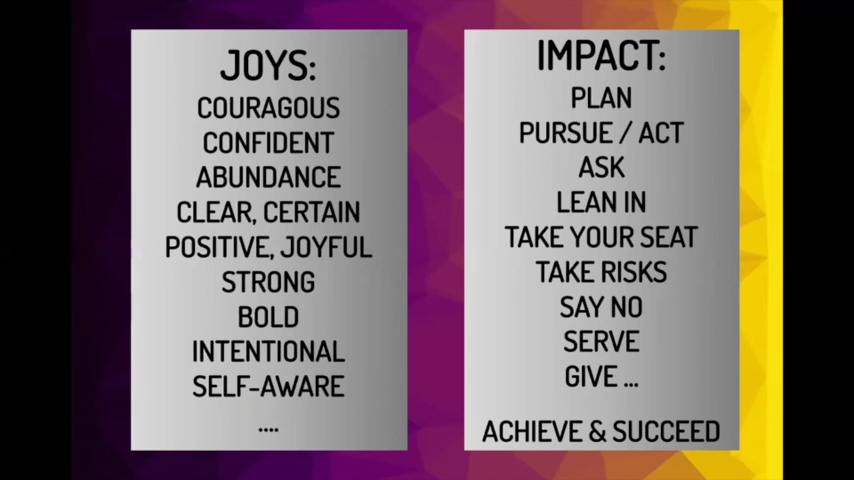 JOYS:
COURAGOUS
CONFIDENT
ABUNDANCE
CLEAR, CERTAIN
POSITIVE, JOYFUL
STRONG
BOLD
INTENTIONAL
SELF-AWARE
....
IMPACT:
PLAN
PURSUE / ACT
ASK
LEAN IN
TAKE YOUR SEAT
TAKE RISKS
SAY NO
SERVE
GIVE ...
ACHIEVE & SUCCEED